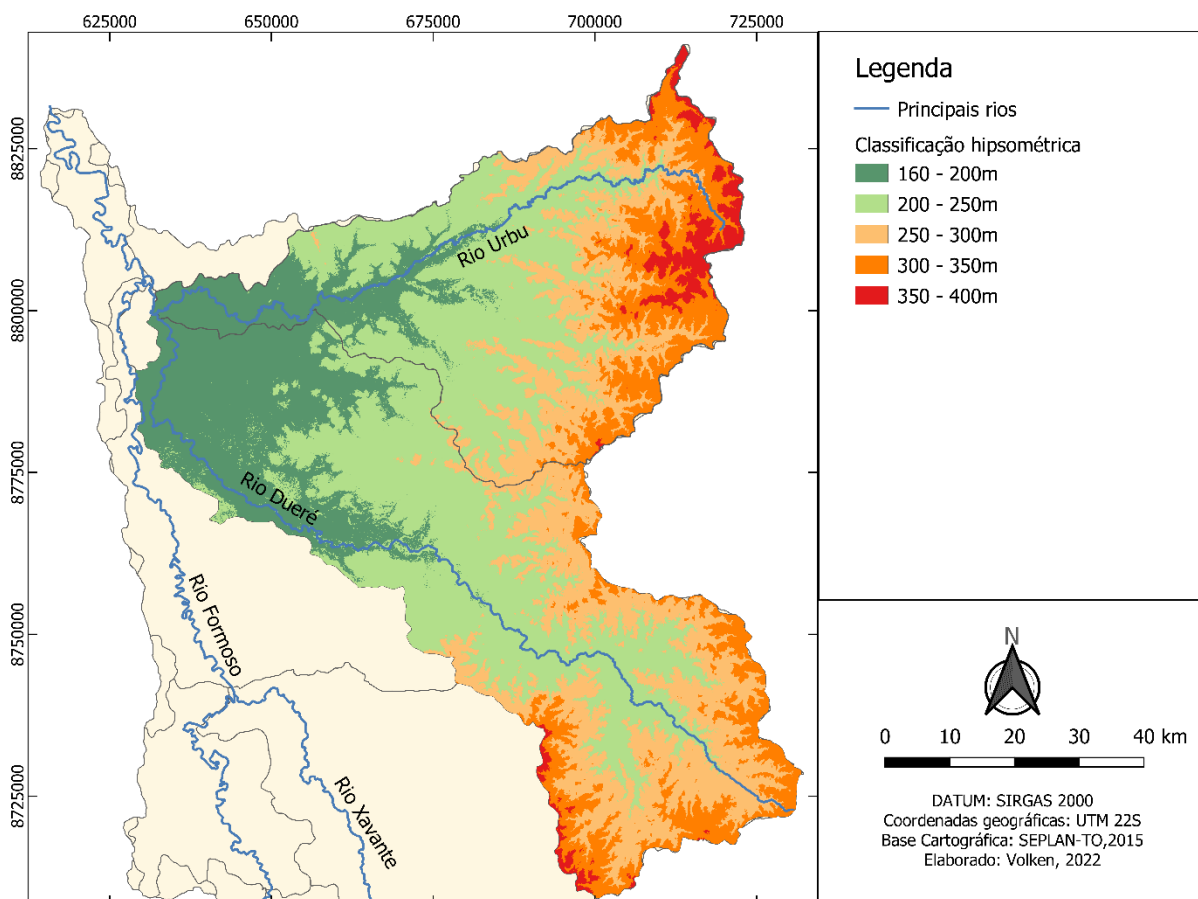 625000 650000 675000 700000 725000
8825000
8800000
8775000
8750000
8725000
Rio Urbu
Rio Dueré
Rio Formoso
Rio Xavante
Legenda
Principais rios
Classificação hipsométrica
160 - 200m
200 - 250m
250 - 300m
300 - 350m
350 - 400m
N
0 10 20 30 40 km
DATUM: SIRGAS 2000
Coordenadas geográficas: UTM 22S
Base Cartográfica: SEPLAN-TO,2015
Elaborado: Volken, 2022